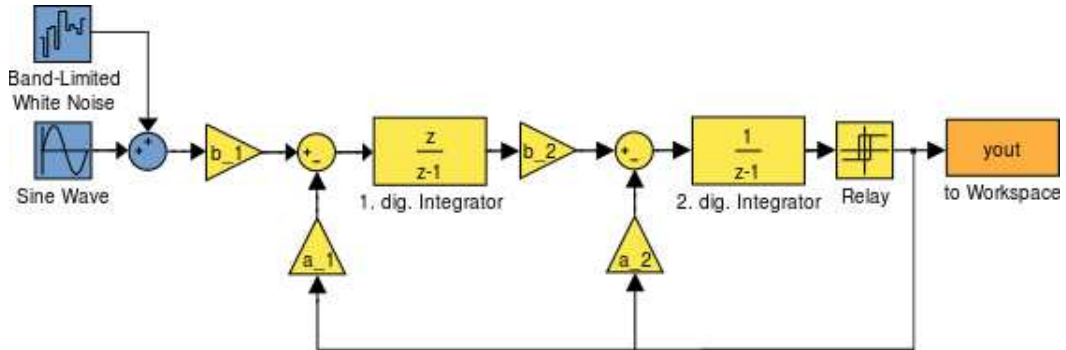 Band-Limited
White Noise
Sine Wave
+
+
b_1
+
-
z
z-1
1. dig. Integrator
b_2
+
-
1
z-1
2. dig. Integrator
Relay
yout
to Workspace
a_1
a_2